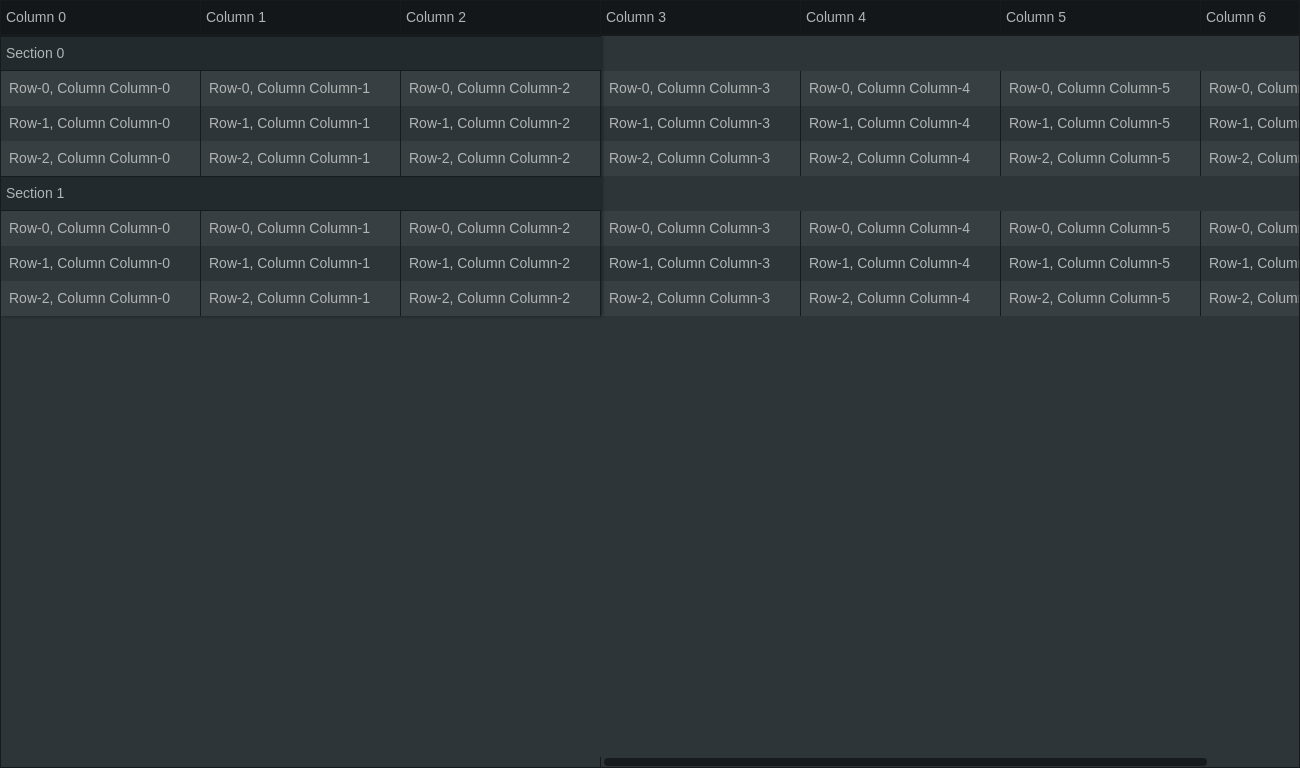 Column 0 Column 1 Column 2 Column 3 Column 4 Column 5 Column 6
Section 0
Row-0, Column Column-0 Row-0, Column Column-1 Row-0, Column Column-2 Row-0, Column Column-3 Row-0, Column Column-4 Row-0, Column Column-5 Row-0, Colum
Row-1, Column Column-0 Row-1, Column Column-1 Row-1, Column Column-2 Row-1, Column Column-3 Row-1, Column Column-4 Row-1, Column Column-5 Row-1, Colum
Row-2, Column Column-0 Row-2, Column Column-1 Row-2, Column Column-2 Row-2, Column Column-3 Row-2, Column Column-4 Row-2, Column Column-5 Row-2, Colum
Section 1
Row-0, Column Column-0 Row-0, Column Column-1 Row-0, Column Column-2 Row-0, Column Column-3 Row-0, Column Column-4 Row-0, Column Column-5 Row-0, Colum
Row-1, Column Column-0 Row-1, Column Column-1 Row-1, Column Column-2 Row-1, Column Column-3 Row-1, Column Column-4 Row-1, Column Column-5 Row-1, Colum
Row-2, Column Column-0 Row-2, Column Column-1 Row-2, Column Column-2 Row-2, Column Column-3 Row-2, Column Column-4 Row-2, Column Column-5 Row-2, Colum